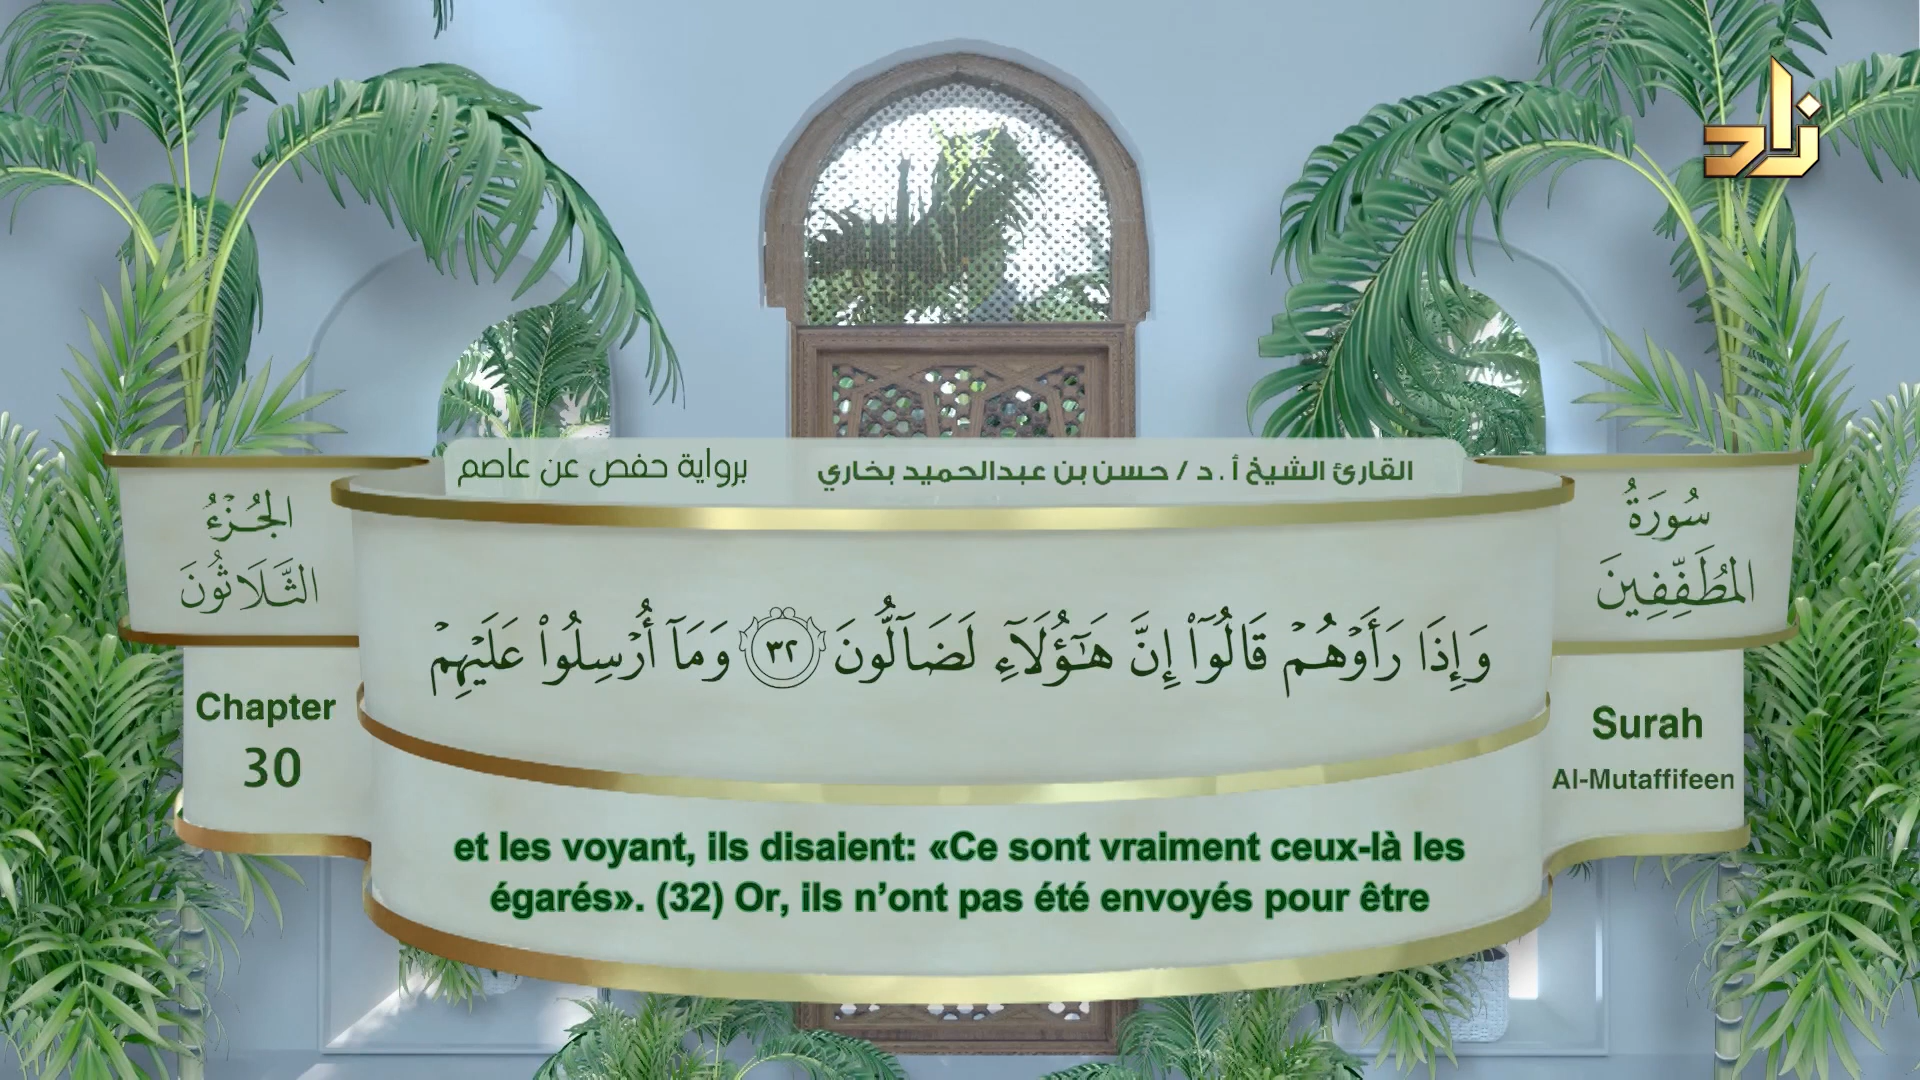 زاد
القارئ الشيخ أ . د / حسن بن عبدالحميد بخاري
برواية حفص عن عاصم
سُورَةُ
المُطَفِّفِينَ
الجُزْءُ
الثَّلَاثُونَ
وَإِذَا رَأَوْهُمْ قَالُوٓا۟ إِنَّ هَـٰٓؤُلَآءِ لَضَآلُّونَ ٣٢ وَمَآ أُرْسِلُوا۟ عَلَيْهِمْ
Chapter
30
Surah
Al-Mutaffifeen
et les voyant, ils disaient: «Ce sont vraiment ceux-là les
égarés». (32) Or, ils n’ont pas été envoyés pour être